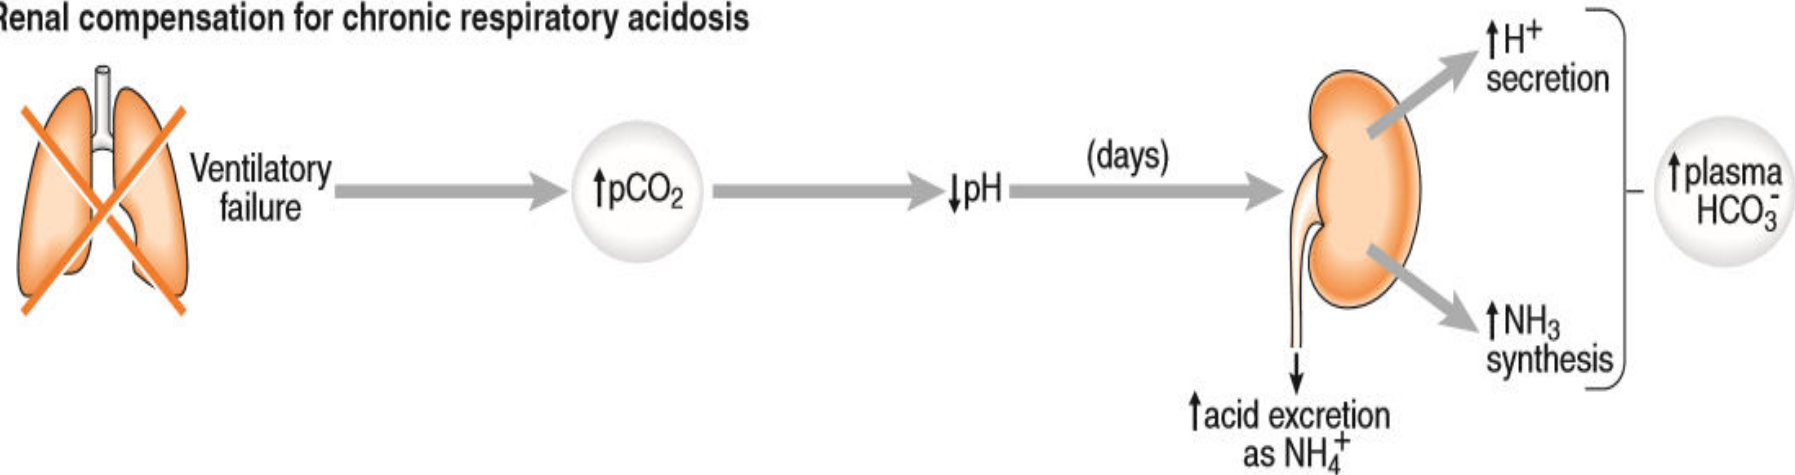 Renal compensation for chronic respiratory acidosis
Ventilatory
failure
↑pCO₂
↓pH
(days)
↑H⁺
secretion
↑NH₃
synthesis
↑plasma
HCO₃⁻
↑acid excretion
as NH₄⁺